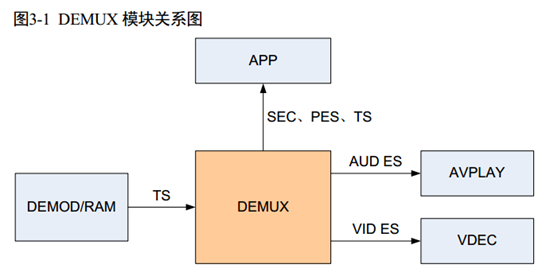 图3-1 DEMUX 模块关系图
APP
SEC、PES、TS
AUD ES
AVPLAY
TS
DEMOD/RAM
DEMUX
VID ES
VDEC